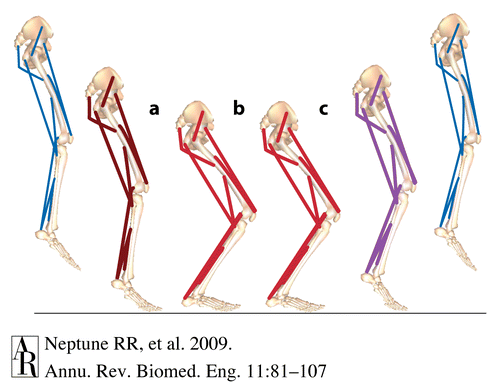 a b c
AR Neptune RR, et al. 2009.
Annu. Rev. Biomed. Eng. 11:81–107